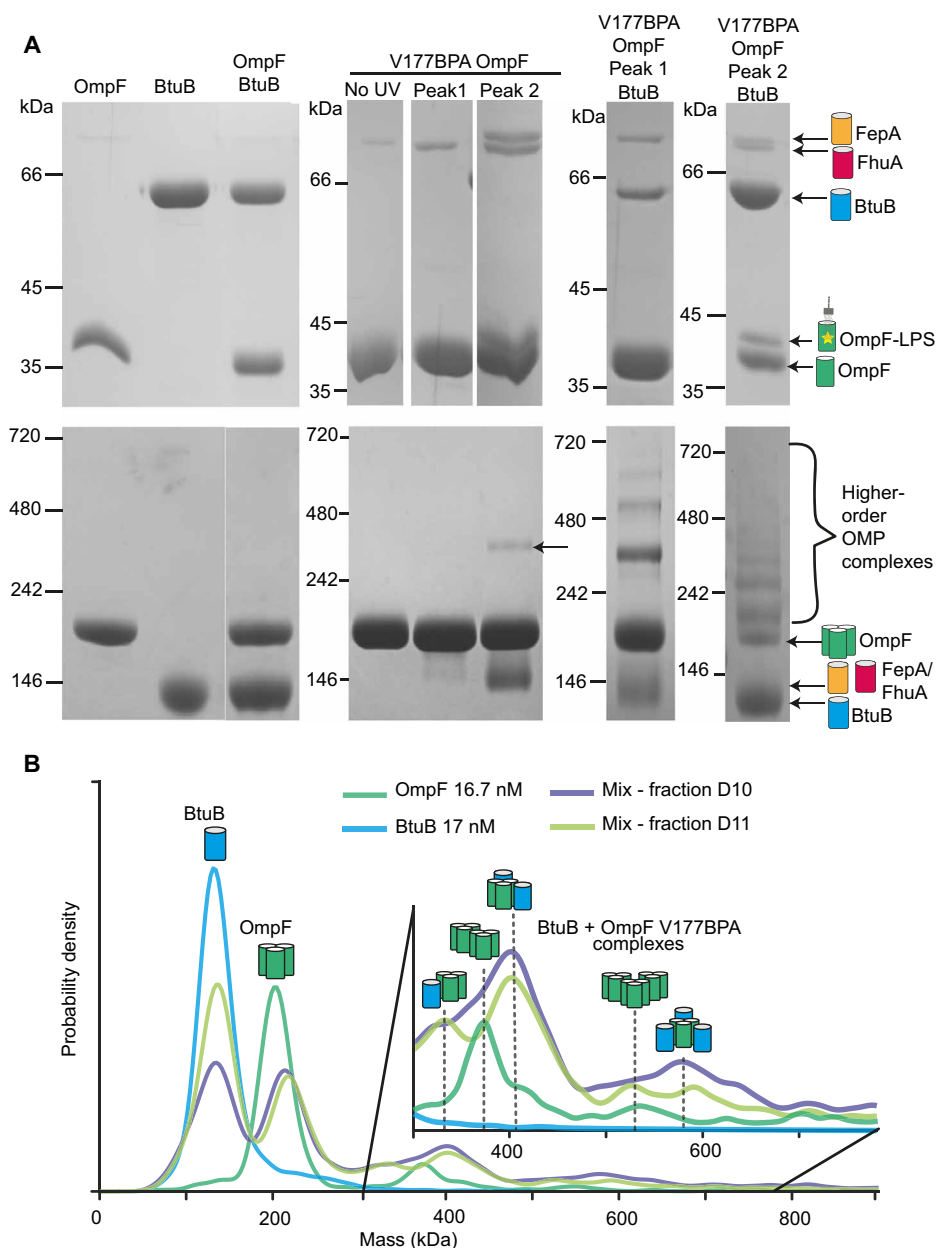 A
OmpF
BtuB
OmpF
BtuB
V177BPA OmpF
No UV
Peak1
Peak 2
V177BPA
OmpF
Peak 1
BtuB
V177BPA
OmpF
Peak 2
BtuB
kDa
66
45
35
kDa
66
45
35
kDa
66
45
35
kDa
66
45
35
FepA
FhuA
BtuB
OmpF-LPS
OmpF
720
480
242
146
720
480
242
146
720
480
242
146
720
480
242
146
Higher-
order
OMP
complexes
OmpF
FepA/
FhuA
BtuB
B
OmpF 16.7 nM
BtuB 17 nM
Mix - fraction D10
Mix - fraction D11
BtuB
OmpF
BtuB + OmpF V177BPA
complexes
400
600
Probability density
0
200
400
600
800
Mass (kDa)